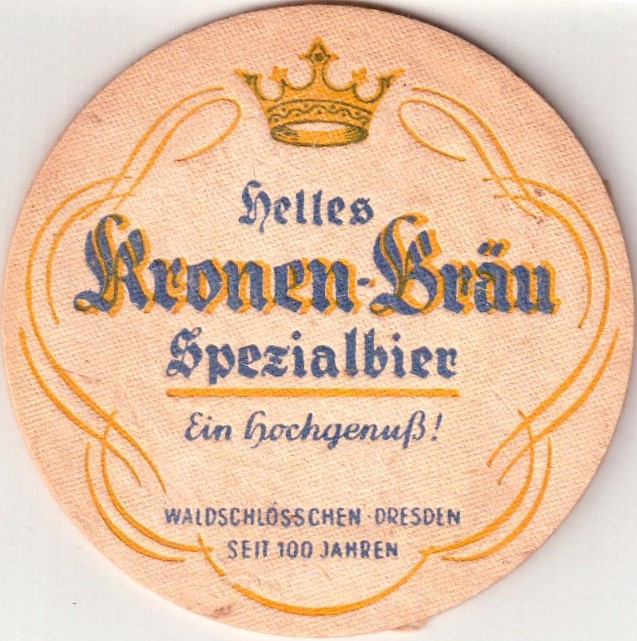 Helles
Kronen-Bräu
Spezialbier
Ein Hochgenuß!
WALDSCHLÖSSCHEN · DRESDEN
SEIT 100 JAHREN